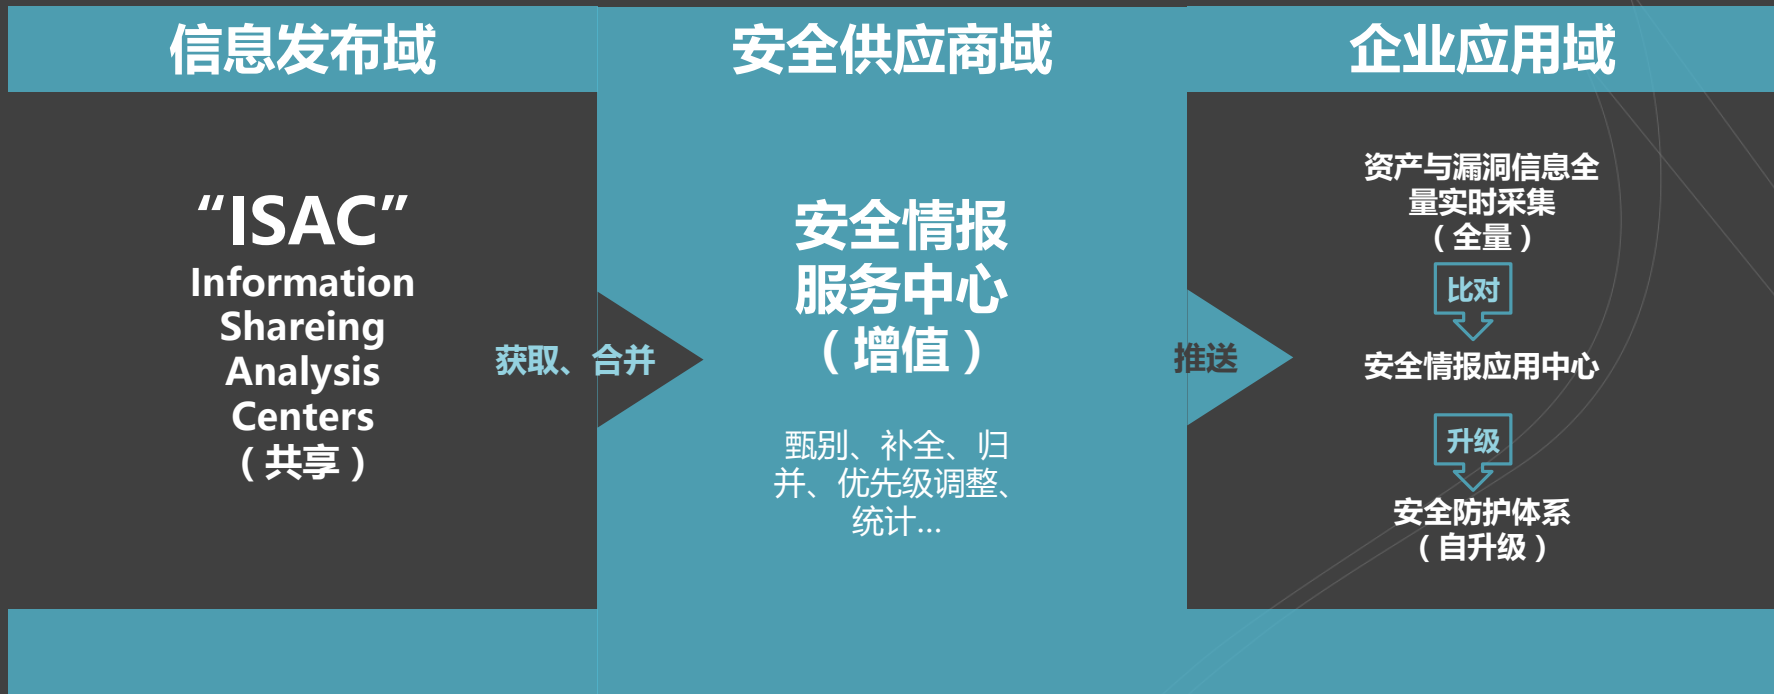 信息发布域
安全供应商域
企业应用域
“ISAC”
Information
Shareing
Analysis
Centers
（共享）
获取、合并
安全情报
服务中心
（增值）
甄别、补全、归
并、优先级调整、
统计...
推送
资产与漏洞信息全
量实时采集
（全量）
比对
安全情报应用中心
升级
安全防护体系
（自升级）